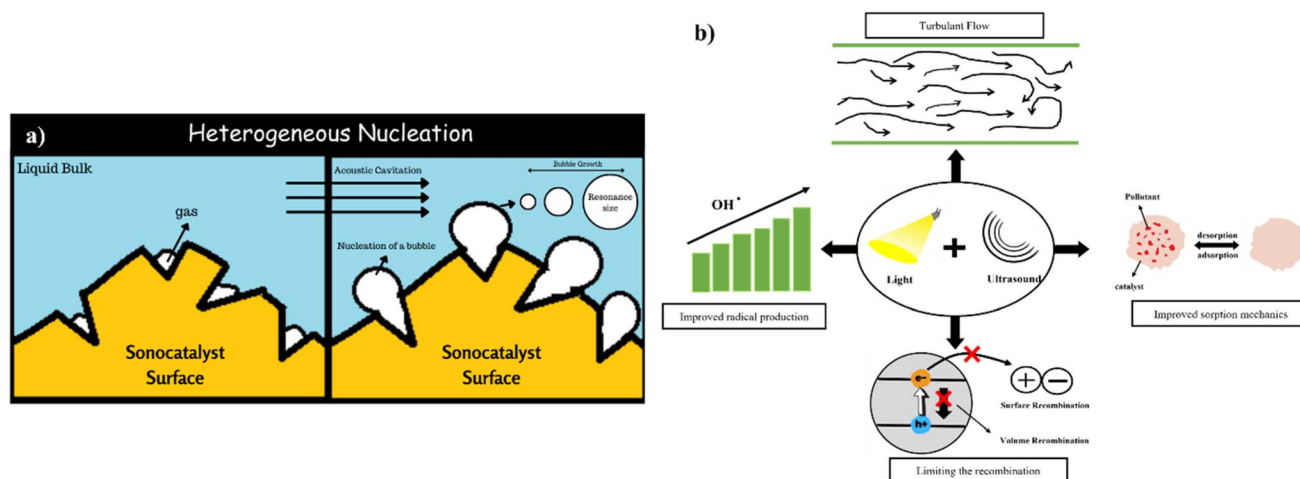 a)
Heterogeneous Nucleation
Liquid Bulk
gas
Sonocatalyst
Surface
Acoustic Cavitation
Bubble Growth
Resonance
size
Nucleation of a bubble
Sonocatalyst
Surface
b)
Turbulant Flow
OH•
Improved radical production
Light
+
Ultrasound
Pollutant
desorption
adsorption
catalyst
Improved sorption mechanics
e-
h+
+ −
Surface Recombination
Volume Recombination
Limiting the recombination